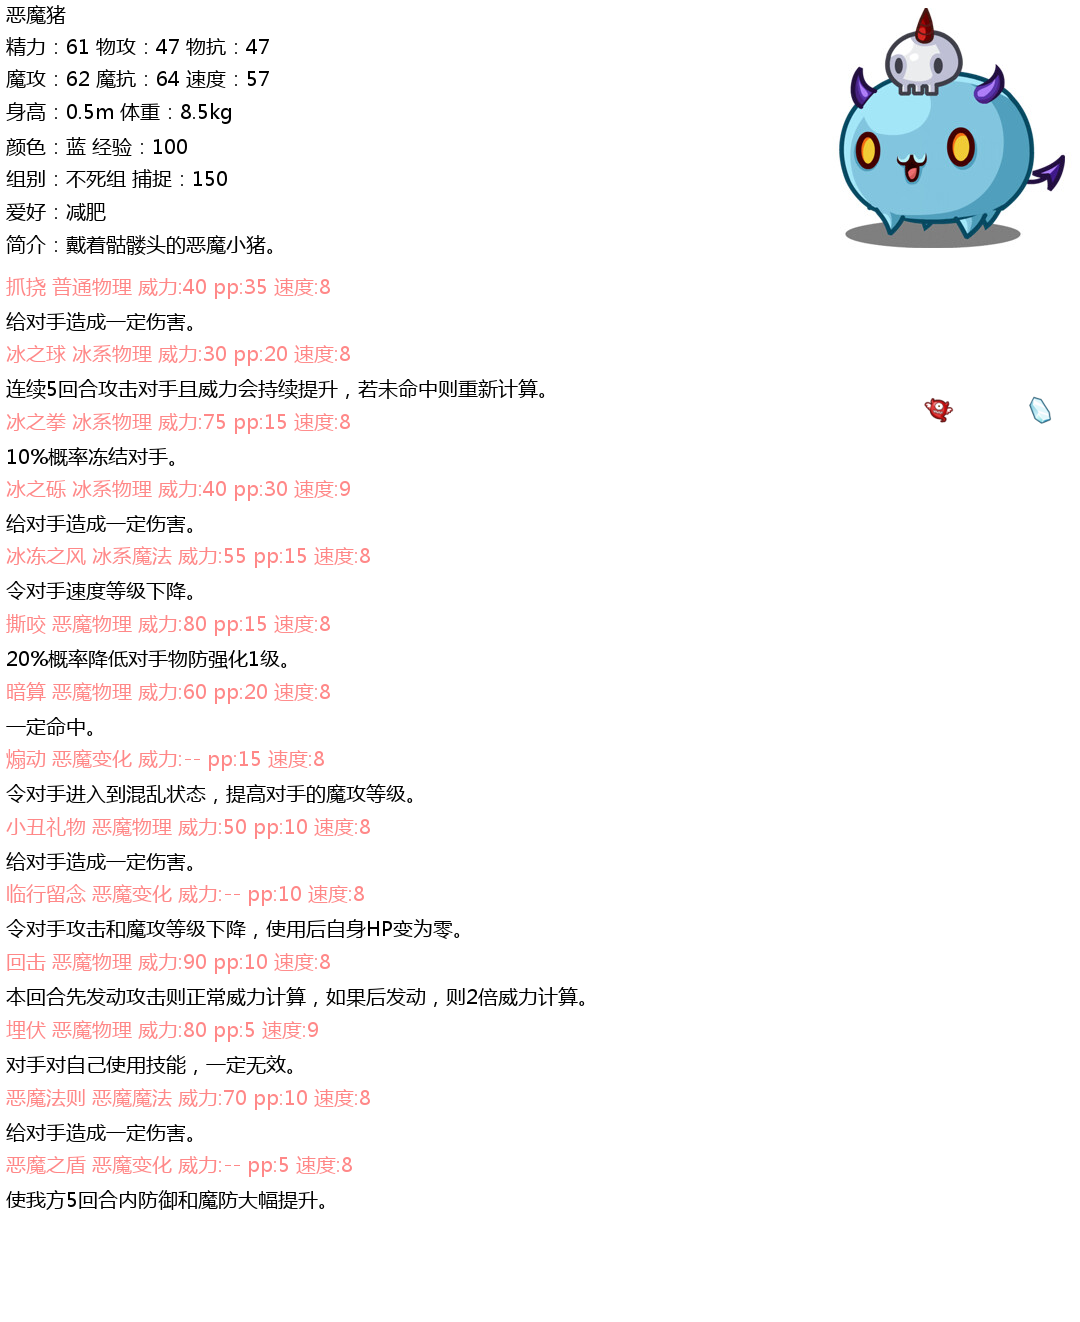 恶魔猪
精力：61 物攻：47 物抗：47
魔攻：62 魔抗：64 速度：57
身高：0.5m 体重：8.5kg
颜色：蓝 经验：100
组别：不死组 捕捉：150
爱好：减肥
简介：戴着骷髅头的恶魔小猪。
抓挠 普通物理 威力:40 pp:35 速度:8
给对手造成一定伤害。
冰之球 冰系物理 威力:30 pp:20 速度:8
连续5回合攻击对手且威力会持续提升，若未命中则重新计算。
冰之拳 冰系物理 威力:75 pp:15 速度:8
10%概率冻结对手。
冰之砾 冰系物理 威力:40 pp:30 速度:9
给对手造成一定伤害。
冰冻之风 冰系魔法 威力:55 pp:15 速度:8
令对手速度等级下降。
撕咬 恶魔物理 威力:80 pp:15 速度:8
20%概率降低对手物防强化1级。
暗算 恶魔物理 威力:60 pp:20 速度:8
一定命中。
煽动 恶魔变化 威力:-- pp:15 速度:8
令对手进入到混乱状态，提高对手的魔攻等级。
小丑礼物 恶魔物理 威力:50 pp:10 速度:8
给对手造成一定伤害。
临行留念 恶魔变化 威力:-- pp:10 速度:8
令对手攻击和魔攻等级下降，使用后自身HP变为零。
回击 恶魔物理 威力:90 pp:10 速度:8
本回合先发动攻击则正常威力计算，如果后发动，则2倍威力计算。
埋伏 恶魔物理 威力:80 pp:5 速度:9
对手对自己使用技能，一定无效。
恶魔法则 恶魔魔法 威力:70 pp:10 速度:8
给对手造成一定伤害。
恶魔之盾 恶魔变化 威力:-- pp:5 速度:8
使我方5回合内防御和魔防大幅提升。